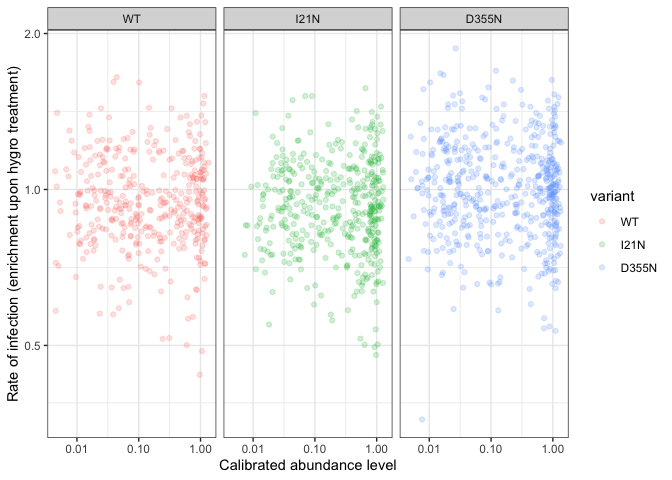 WT
I21N
D355N
2.0
1.0
0.5
Rate of infection (enrichment upon hygro treatment)
0.01 0.10 1.00
0.01 0.10 1.00
0.01 0.10 1.00
Calibrated abundance level
variant
WT
I21N
D355N